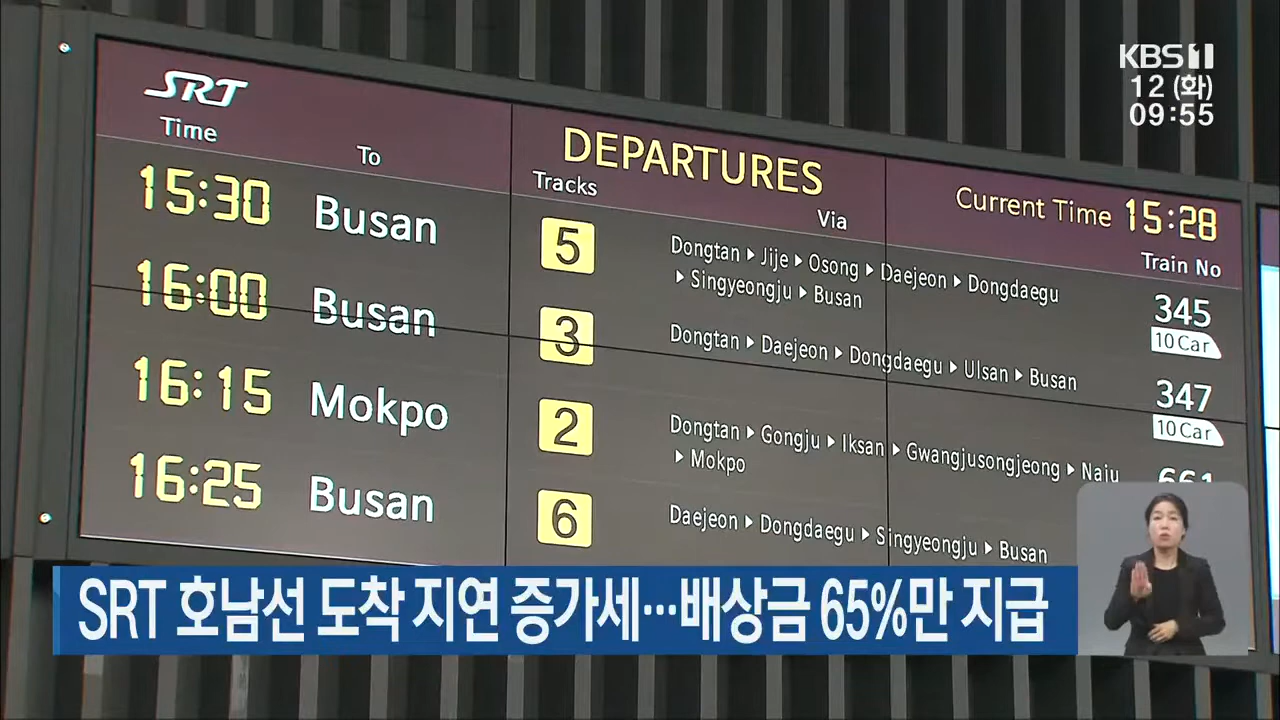 KBS 1
12 (화)
09:55
SRT
Time
To
DEPARTURES
Tracks
Via
Current Time 15:28
Train No
15:30 Busan 5
Dongtan ▶ Jije ▶ Osong ▶ Daejeon ▶ Dongdaegu
▶ Singyeongju ▶ Busan
345
10 Car
16:00 Busan 3
Dongtan ▶ Daejeon ▶ Dongdaegu ▶ Ulsan ▶ Busan
347
10 Car
16:15 Mokpo 2
Dongtan ▶ Gongju ▶ Iksan ▶ Gwangjusongjeong ▶ Naju
▶ Mokpo
661
16:25 Busan 6
Daejeon ▶ Dongdaegu ▶ Singyeongju ▶ Busan
SRT 호남선 도착 지연 증가세…배상금 65%만 지급